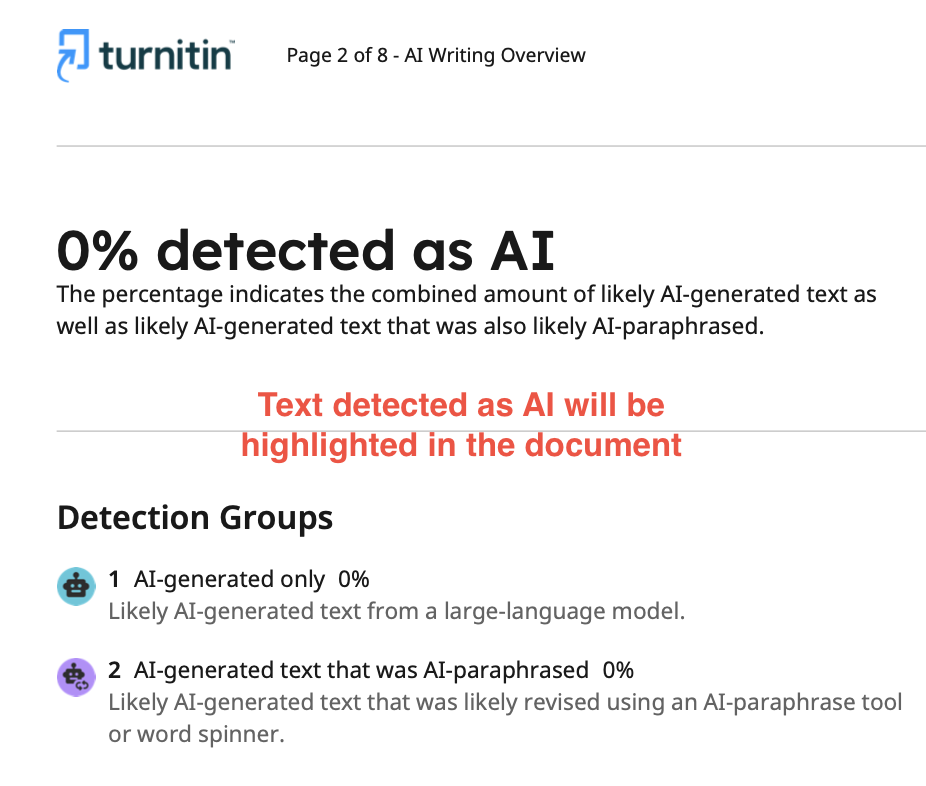 turnitin™
Page 2 of 8 - AI Writing Overview
0% detected as AI
The percentage indicates the combined amount of likely AI-generated text as
well as likely AI-generated text that was also likely AI-paraphrased.
Text detected as AI will be
highlighted in the document
Detection Groups
1 AI-generated only 0%
Likely AI-generated text from a large-language model.
2 AI-generated text that was AI-paraphrased 0%
Likely AI-generated text that was likely revised using an AI-paraphrase tool
or word spinner.